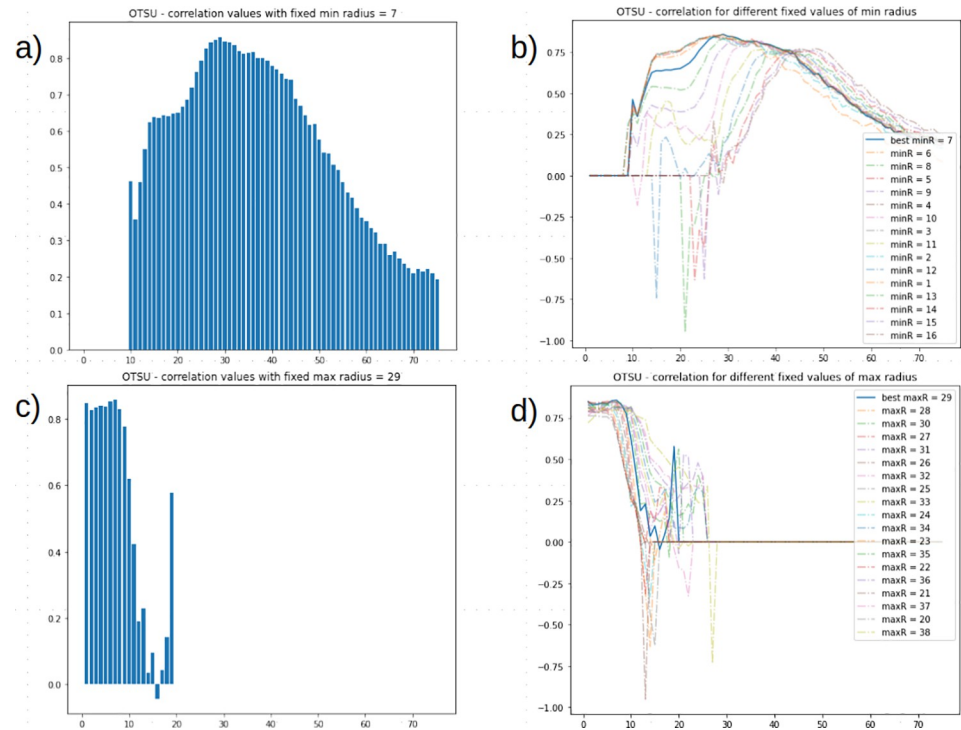 a)
OTSU - correlation values with fixed min radius = 7
0.8
0.7
0.6
0.5
0.4
0.3
0.2
0.1
0.0
0 10 20 30 40 50 60 70
b)
OTSU - correlation for different fixed values of min radius
0.75
0.50
0.25
0.00
−0.25
−0.50
−0.75
−1.00
0 10 20 30 40 50 60 70
best minR = 7
minR = 6
minR = 8
minR = 5
minR = 9
minR = 4
minR = 10
minR = 3
minR = 11
minR = 2
minR = 12
minR = 1
minR = 13
minR = 14
minR = 15
minR = 16
c)
OTSU - correlation values with fixed max radius = 29
0.8
0.6
0.4
0.2
0.0
0 10 20 30 40 50 60 70
d)
OTSU - correlation for different fixed values of max radius
0.75
0.50
0.25
0.00
−0.25
−0.50
−0.75
−1.00
0 10 20 30 40 50 60 70
best maxR = 29
maxR = 28
maxR = 30
maxR = 27
maxR = 31
maxR = 26
maxR = 32
maxR = 25
maxR = 33
maxR = 24
maxR = 34
maxR = 23
maxR = 35
maxR = 22
maxR = 36
maxR = 21
maxR = 37
maxR = 20
maxR = 38